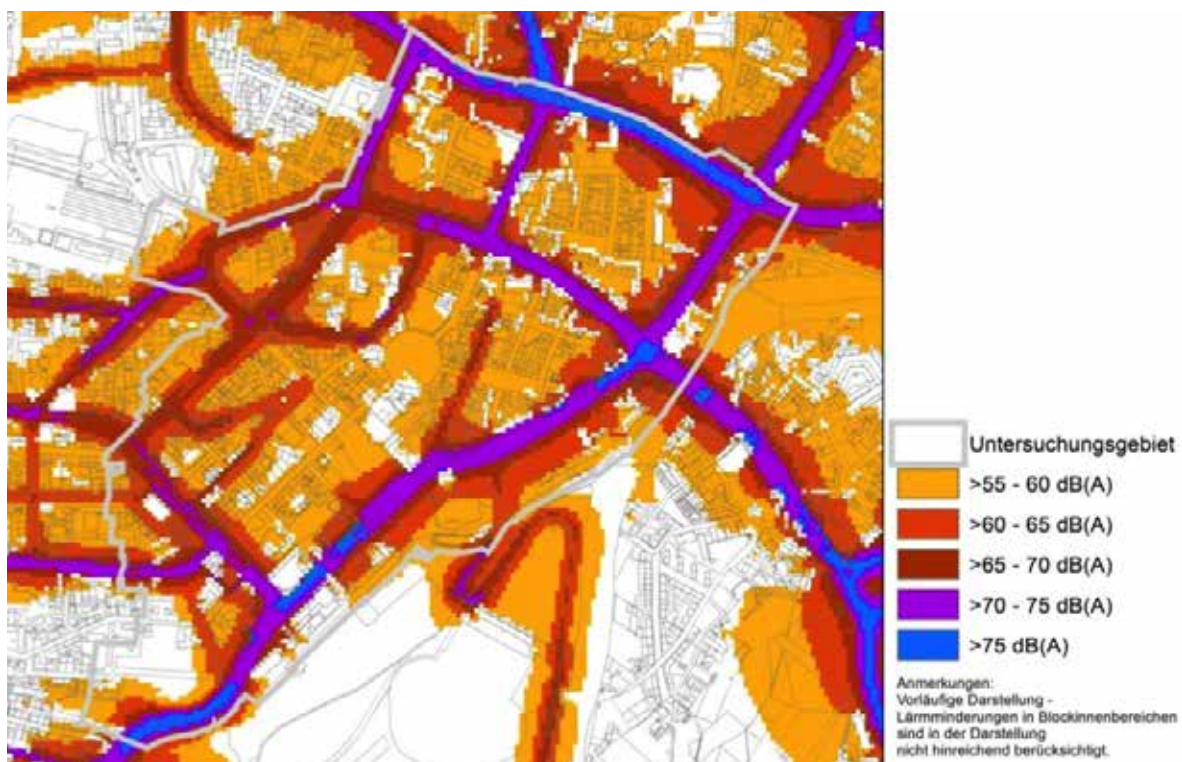 Untersuchungsgebiet
>55 - 60 dB(A)
>60 - 65 dB(A)
>65 - 70 dB(A)
>70 - 75 dB(A)
>75 dB(A)
Anmerkungen:
Vorläufige Darstellung -
Lärmminderungen in Blockinnenbereichen
sind in der Darstellung
nicht hinreichend berücksichtigt.